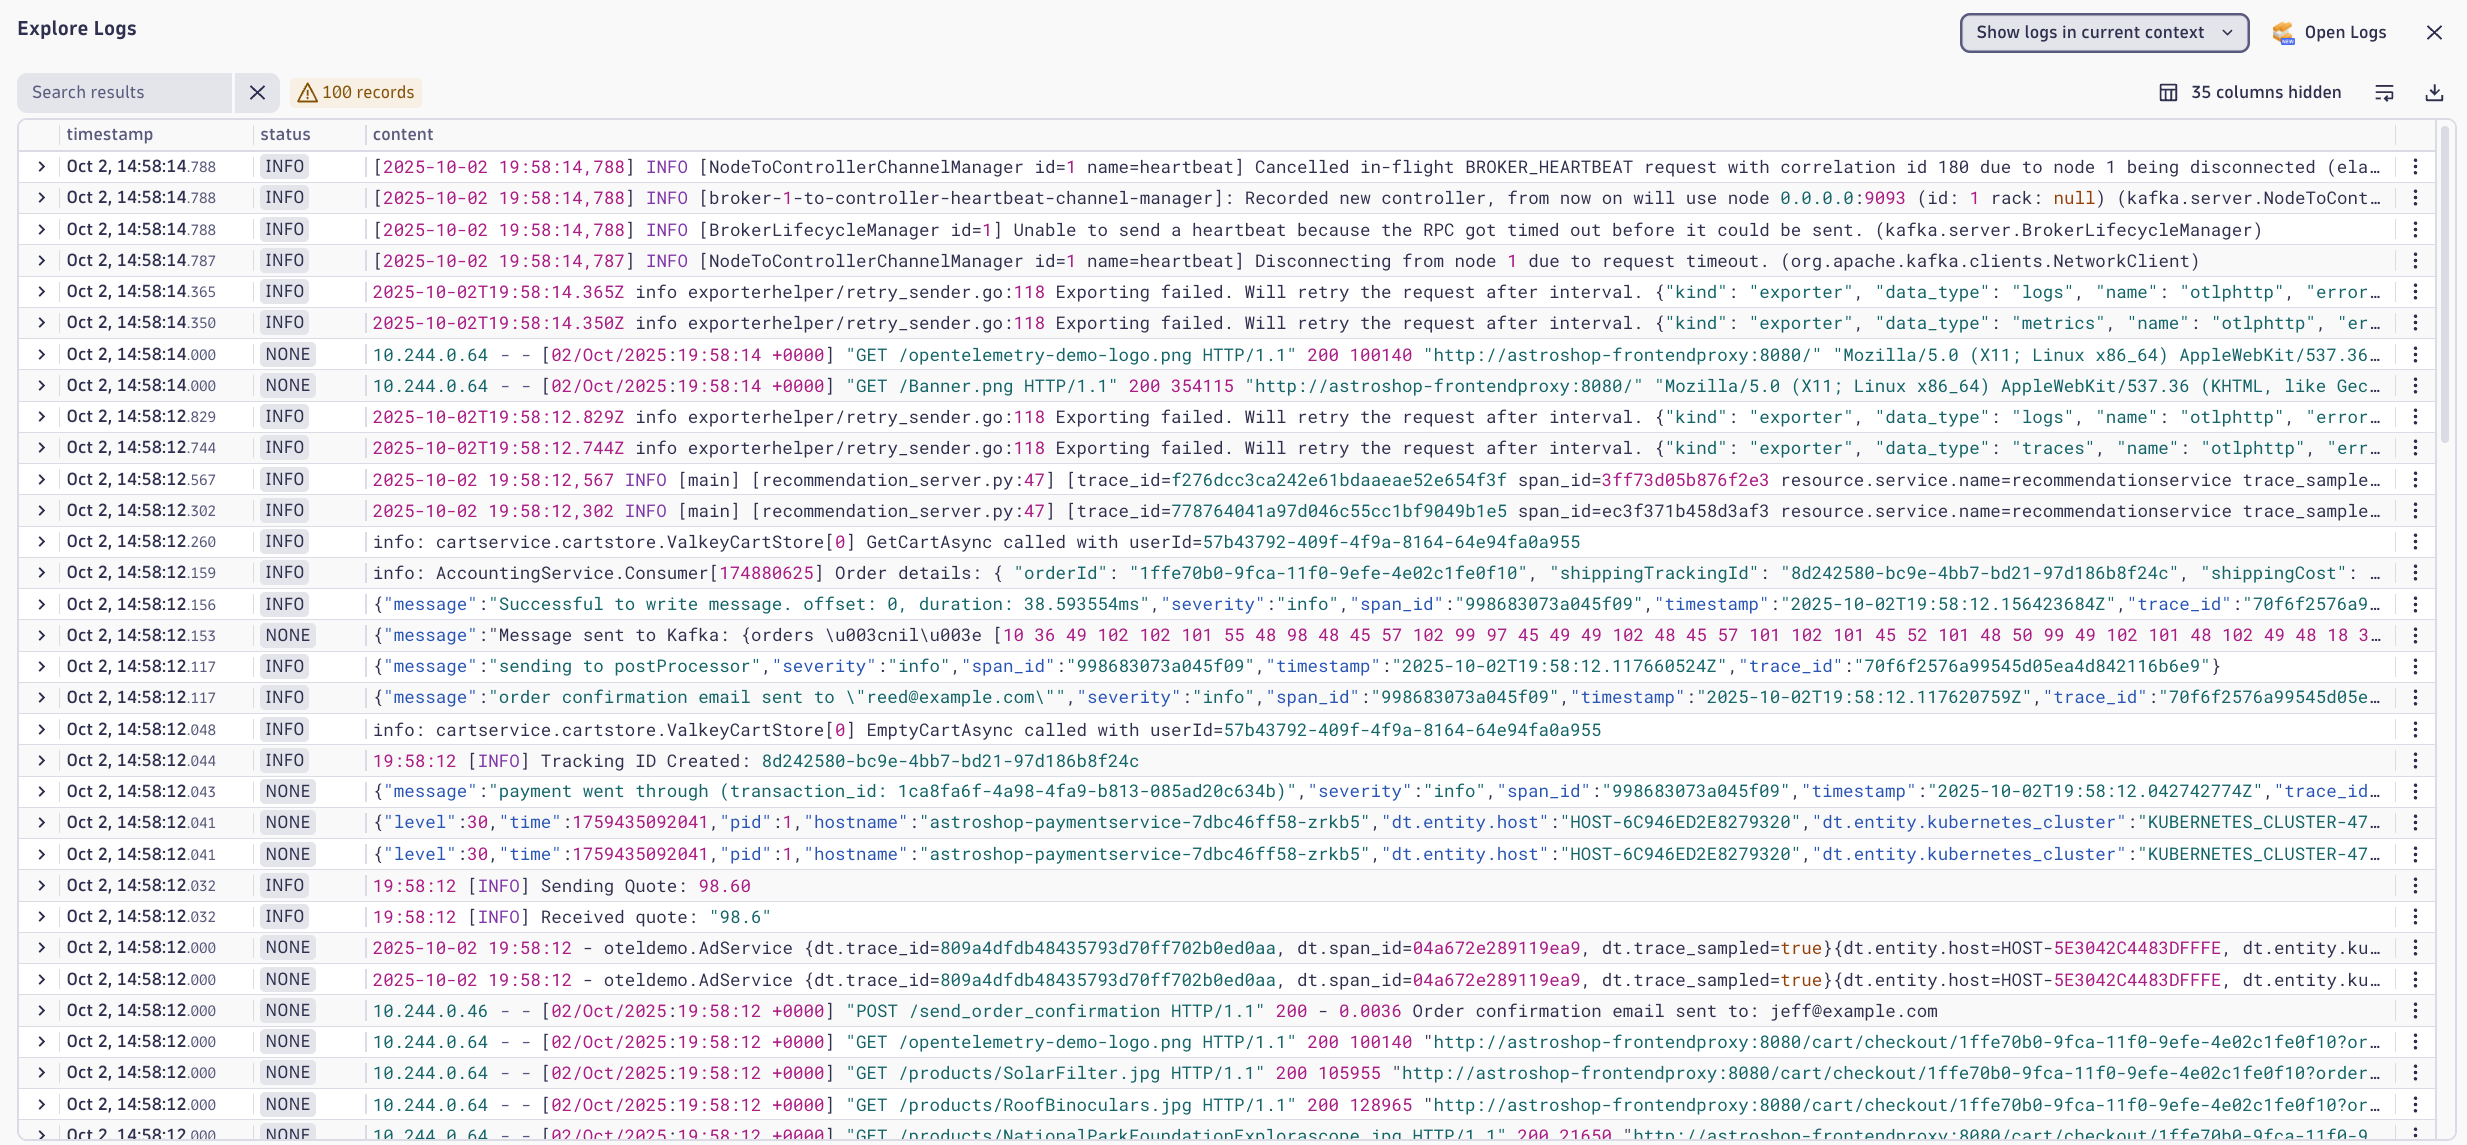 Explore Logs
Show logs in current context
Open Logs
Search results
100 records
35 columns hidden
timestamp status content
Oct 2, 14:58:14.788 INFO [2025-10-02 19:58:14,788] INFO [NodeToControllerChannelManager id=1 name=heartbeat] Cancelled in-flight BROKER_HEARTBEAT request with correlation id 180 due to node 1 being disconnected (ela…
Oct 2, 14:58:14.788 INFO [2025-10-02 19:58:14,788] INFO [broker-1-to-controller-heartbeat-channel-manager]: Recorded new controller, from now on will use node 0.0.0.0:9093 (id: 1 rack: null) (kafka.server.NodeToCont…
Oct 2, 14:58:14.788 INFO [2025-10-02 19:58:14,788] INFO [BrokerLifecycleManager id=1] Unable to send a heartbeat because the RPC got timed out before it could be sent. (kafka.server.BrokerLifecycleManager)
Oct 2, 14:58:14.787 INFO [2025-10-02 19:58:14,787] INFO [NodeToControllerChannelManager id=1 name=heartbeat] Disconnecting from node 1 due to request timeout. (org.apache.kafka.clients.NetworkClient)
Oct 2, 14:58:14.365 INFO 2025-10-02T19:58:14.365Z info exporterhelper/retry_sender.go:118 Exporting failed. Will retry the request after interval. {"kind": "exporter", "data_type": "logs", "name": "otlphttp", "error…
Oct 2, 14:58:14.350 INFO 2025-10-02T19:58:14.350Z info exporterhelper/retry_sender.go:118 Exporting failed. Will retry the request after interval. {"kind": "exporter", "data_type": "metrics", "name": "otlphttp", "er…
Oct 2, 14:58:14.000 NONE 10.244.0.64 - - [02/Oct/2025:19:58:14 +0000] "GET /opentelemetry-demo-logo.png HTTP/1.1" 200 100140 "http://astroshop-frontendproxy:8080/" "Mozilla/5.0 (X11; Linux x86_64) AppleWebKit/537.36…
Oct 2, 14:58:14.000 NONE 10.244.0.64 - - [02/Oct/2025:19:58:14 +0000] "GET /Banner.png HTTP/1.1" 200 354115 "http://astroshop-frontendproxy:8080/" "Mozilla/5.0 (X11; Linux x86_64) AppleWebKit/537.36 (KHTML, like Gec…
Oct 2, 14:58:12.829 INFO 2025-10-02T19:58:12.829Z info exporterhelper/retry_sender.go:118 Exporting failed. Will retry the request after interval. {"kind": "exporter", "data_type": "logs", "name": "otlphttp", "error…
Oct 2, 14:58:12.744 INFO 2025-10-02T19:58:12.744Z info exporterhelper/retry_sender.go:118 Exporting failed. Will retry the request after interval. {"kind": "exporter", "data_type": "traces", "name": "otlphttp", "err…
Oct 2, 14:58:12.567 INFO 2025-10-02 19:58:12,567 INFO [main] [recommendation_server.py:47] [trace_id=f276dcc3ca242e61bdaaeae52e654f3f span_id=3ff73d05b876f2e3 resource.service.name=recommendationservice trace_sample…
Oct 2, 14:58:12.302 INFO 2025-10-02 19:58:12,302 INFO [main] [recommendation_server.py:47] [trace_id=778764041a97d046c55cc1bf9049b1e5 span_id=ec3f371b458d3af3 resource.service.name=recommendationservice trace_sample…
Oct 2, 14:58:12.260 INFO info: cartservice.cartstore.ValkeyCartStore[0] GetCartAsync called with userId=57b43792-409f-4f9a-8164-64e94fa0a955
Oct 2, 14:58:12.159 INFO info: AccountingService.Consumer[174880625] Order details: { "orderId": "1ffe70b0-9fca-11f0-9efe-4e02c1fe0f10", "shippingTrackingId": "8d242580-bc9e-4bb7-bd21-97d186b8f24c", "shippingCost": …
Oct 2, 14:58:12.156 INFO {"message":"Successful to write message. offset: 0, duration: 38.593554ms","severity":"info","span_id":"998683073a045f09","timestamp":"2025-10-02T19:58:12.156423684Z","trace_id":"70f6f2576a9…
Oct 2, 14:58:12.153 NONE {"message":"Message sent to Kafka: {orders \u003cnil\u003e [10 36 49 102 102 101 55 48 98 48 45 57 102 99 97 45 49 49 102 48 45 57 101 102 101 45 52 101 48 50 99 49 102 101 48 102 49 48 18 3…
Oct 2, 14:58:12.117 INFO {"message":"sending to postProcessor","severity":"info","span_id":"998683073a045f09","timestamp":"2025-10-02T19:58:12.117660524Z","trace_id":"70f6f2576a99545d05ea4d842116b6e9"}
Oct 2, 14:58:12.117 INFO {"message":"order confirmation email sent to \"reed@example.com\"","severity":"info","span_id":"998683073a045f09","timestamp":"2025-10-02T19:58:12.117620759Z","trace_id":"70f6f2576a99545d05e…
Oct 2, 14:58:12.048 INFO info: cartservice.cartstore.ValkeyCartStore[0] EmptyCartAsync called with userId=57b43792-409f-4f9a-8164-64e94fa0a955
Oct 2, 14:58:12.044 INFO 19:58:12 [INFO] Tracking ID Created: 8d242580-bc9e-4bb7-bd21-97d186b8f24c
Oct 2, 14:58:12.043 NONE {"message":"payment went through (transaction_id: 1ca8fa6f-4a98-4fa9-b813-085ad20c634b)","severity":"info","span_id":"998683073a045f09","timestamp":"2025-10-02T19:58:12.042742774Z","trace_id…
Oct 2, 14:58:12.041 NONE {"level":30,"time":1759435092041,"pid":1,"hostname":"astroshop-paymentservice-7dbc46ff58-zrkb5","dt.entity.host":"HOST-6C946ED2E8279320","dt.entity.kubernetes_cluster":"KUBERNETES_CLUSTER-47…
Oct 2, 14:58:12.041 NONE {"level":30,"time":1759435092041,"pid":1,"hostname":"astroshop-paymentservice-7dbc46ff58-zrkb5","dt.entity.host":"HOST-6C946ED2E8279320","dt.entity.kubernetes_cluster":"KUBERNETES_CLUSTER-47…
Oct 2, 14:58:12.032 INFO 19:58:12 [INFO] Sending Quote: 98.60
Oct 2, 14:58:12.032 INFO 19:58:12 [INFO] Received quote: "98.6"
Oct 2, 14:58:12.000 NONE 2025-10-02 19:58:12 - oteldemo.AdService {dt.trace_id=809a4dfdb48435793d70ff702b0ed0aa, dt.span_id=04a672e289119ea9, dt.trace_sampled=true}{dt.entity.host=HOST-5E3042C4483DFFFE, dt.entity.ku…
Oct 2, 14:58:12.000 NONE 2025-10-02 19:58:12 - oteldemo.AdService {dt.trace_id=809a4dfdb48435793d70ff702b0ed0aa, dt.span_id=04a672e289119ea9, dt.trace_sampled=true}{dt.entity.host=HOST-5E3042C4483DFFFE, dt.entity.ku…
Oct 2, 14:58:12.000 NONE 10.244.0.46 - - [02/Oct/2025:19:58:12 +0000] "POST /send_order_confirmation HTTP/1.1" 200 - 0.0036 Order confirmation email sent to: jeff@example.com
Oct 2, 14:58:12.000 NONE 10.244.0.64 - - [02/Oct/2025:19:58:12 +0000] "GET /opentelemetry-demo-logo.png HTTP/1.1" 200 100140 "http://astroshop-frontendproxy:8080/cart/checkout/1ffe70b0-9fca-11f0-9efe-4e02c1fe0f10?or…
Oct 2, 14:58:12.000 NONE 10.244.0.64 - - [02/Oct/2025:19:58:12 +0000] "GET /products/SolarFilter.jpg HTTP/1.1" 200 105955 "http://astroshop-frontendproxy:8080/cart/checkout/1ffe70b0-9fca-11f0-9efe-4e02c1fe0f10?order…
Oct 2, 14:58:12.000 NONE 10.244.0.64 - - [02/Oct/2025:19:58:12 +0000] "GET /products/RoofBinoculars.jpg HTTP/1.1" 200 128965 "http://astroshop-frontendproxy:8080/cart/checkout/1ffe70b0-9fca-11f0-9efe-4e02c1fe0f10?or…
Oct 2, 14:58:12.000 NONE 10.244.0.64 - - [02/Oct/2025:19:58:12 +0000] "GET /products/NationalParkFoundationExplorascope.jpg HTTP/1.1" 200 21650 "http://astroshop-frontendproxy:8080/cart/checkout/1ffe70b0-9fca-11f0-9…